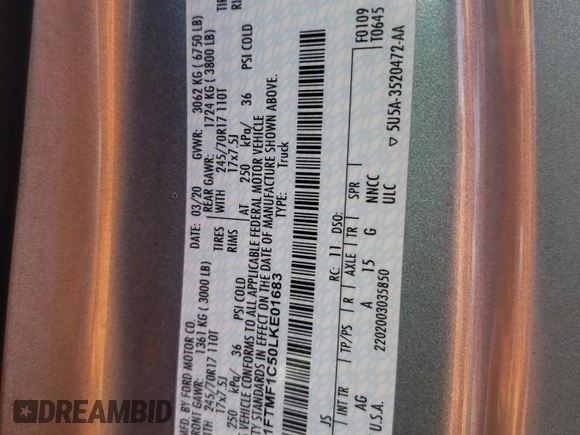 MFD. BY FORD MOTOR CO.
DATE: 03/20 GVWR: 3062 KG ( 6750 LB)
FRONT GAWR: 1361 KG ( 3000 LB)
REAR GAWR: 1724 KG ( 3800 LB)
245/70R17 110T TIRES WITH 245/70R17 110T
17x7.5J RIMS 17x7.5J
250 kPa/ 36 PSI COLD AT 250 kPa/ 36 PSI COLD
VEHICLE CONFORMS TO ALL APPLICABLE FEDERAL MOTOR VEHICLE
SAFETY STANDARDS IN EFFECT ON THE DATE OF MANUFACTURE SHOWN ABOVE.
1FTMF1C50LKE01683
TYPE: Truck
F0109
T0645
RC: 11 DSO:
JS NNCC
INT TR TP/PS R AXLE TR SPR
AG A 15 G ULC
U.S.A. 2202003035850 5U5A-3520472-AA
DREAMBID